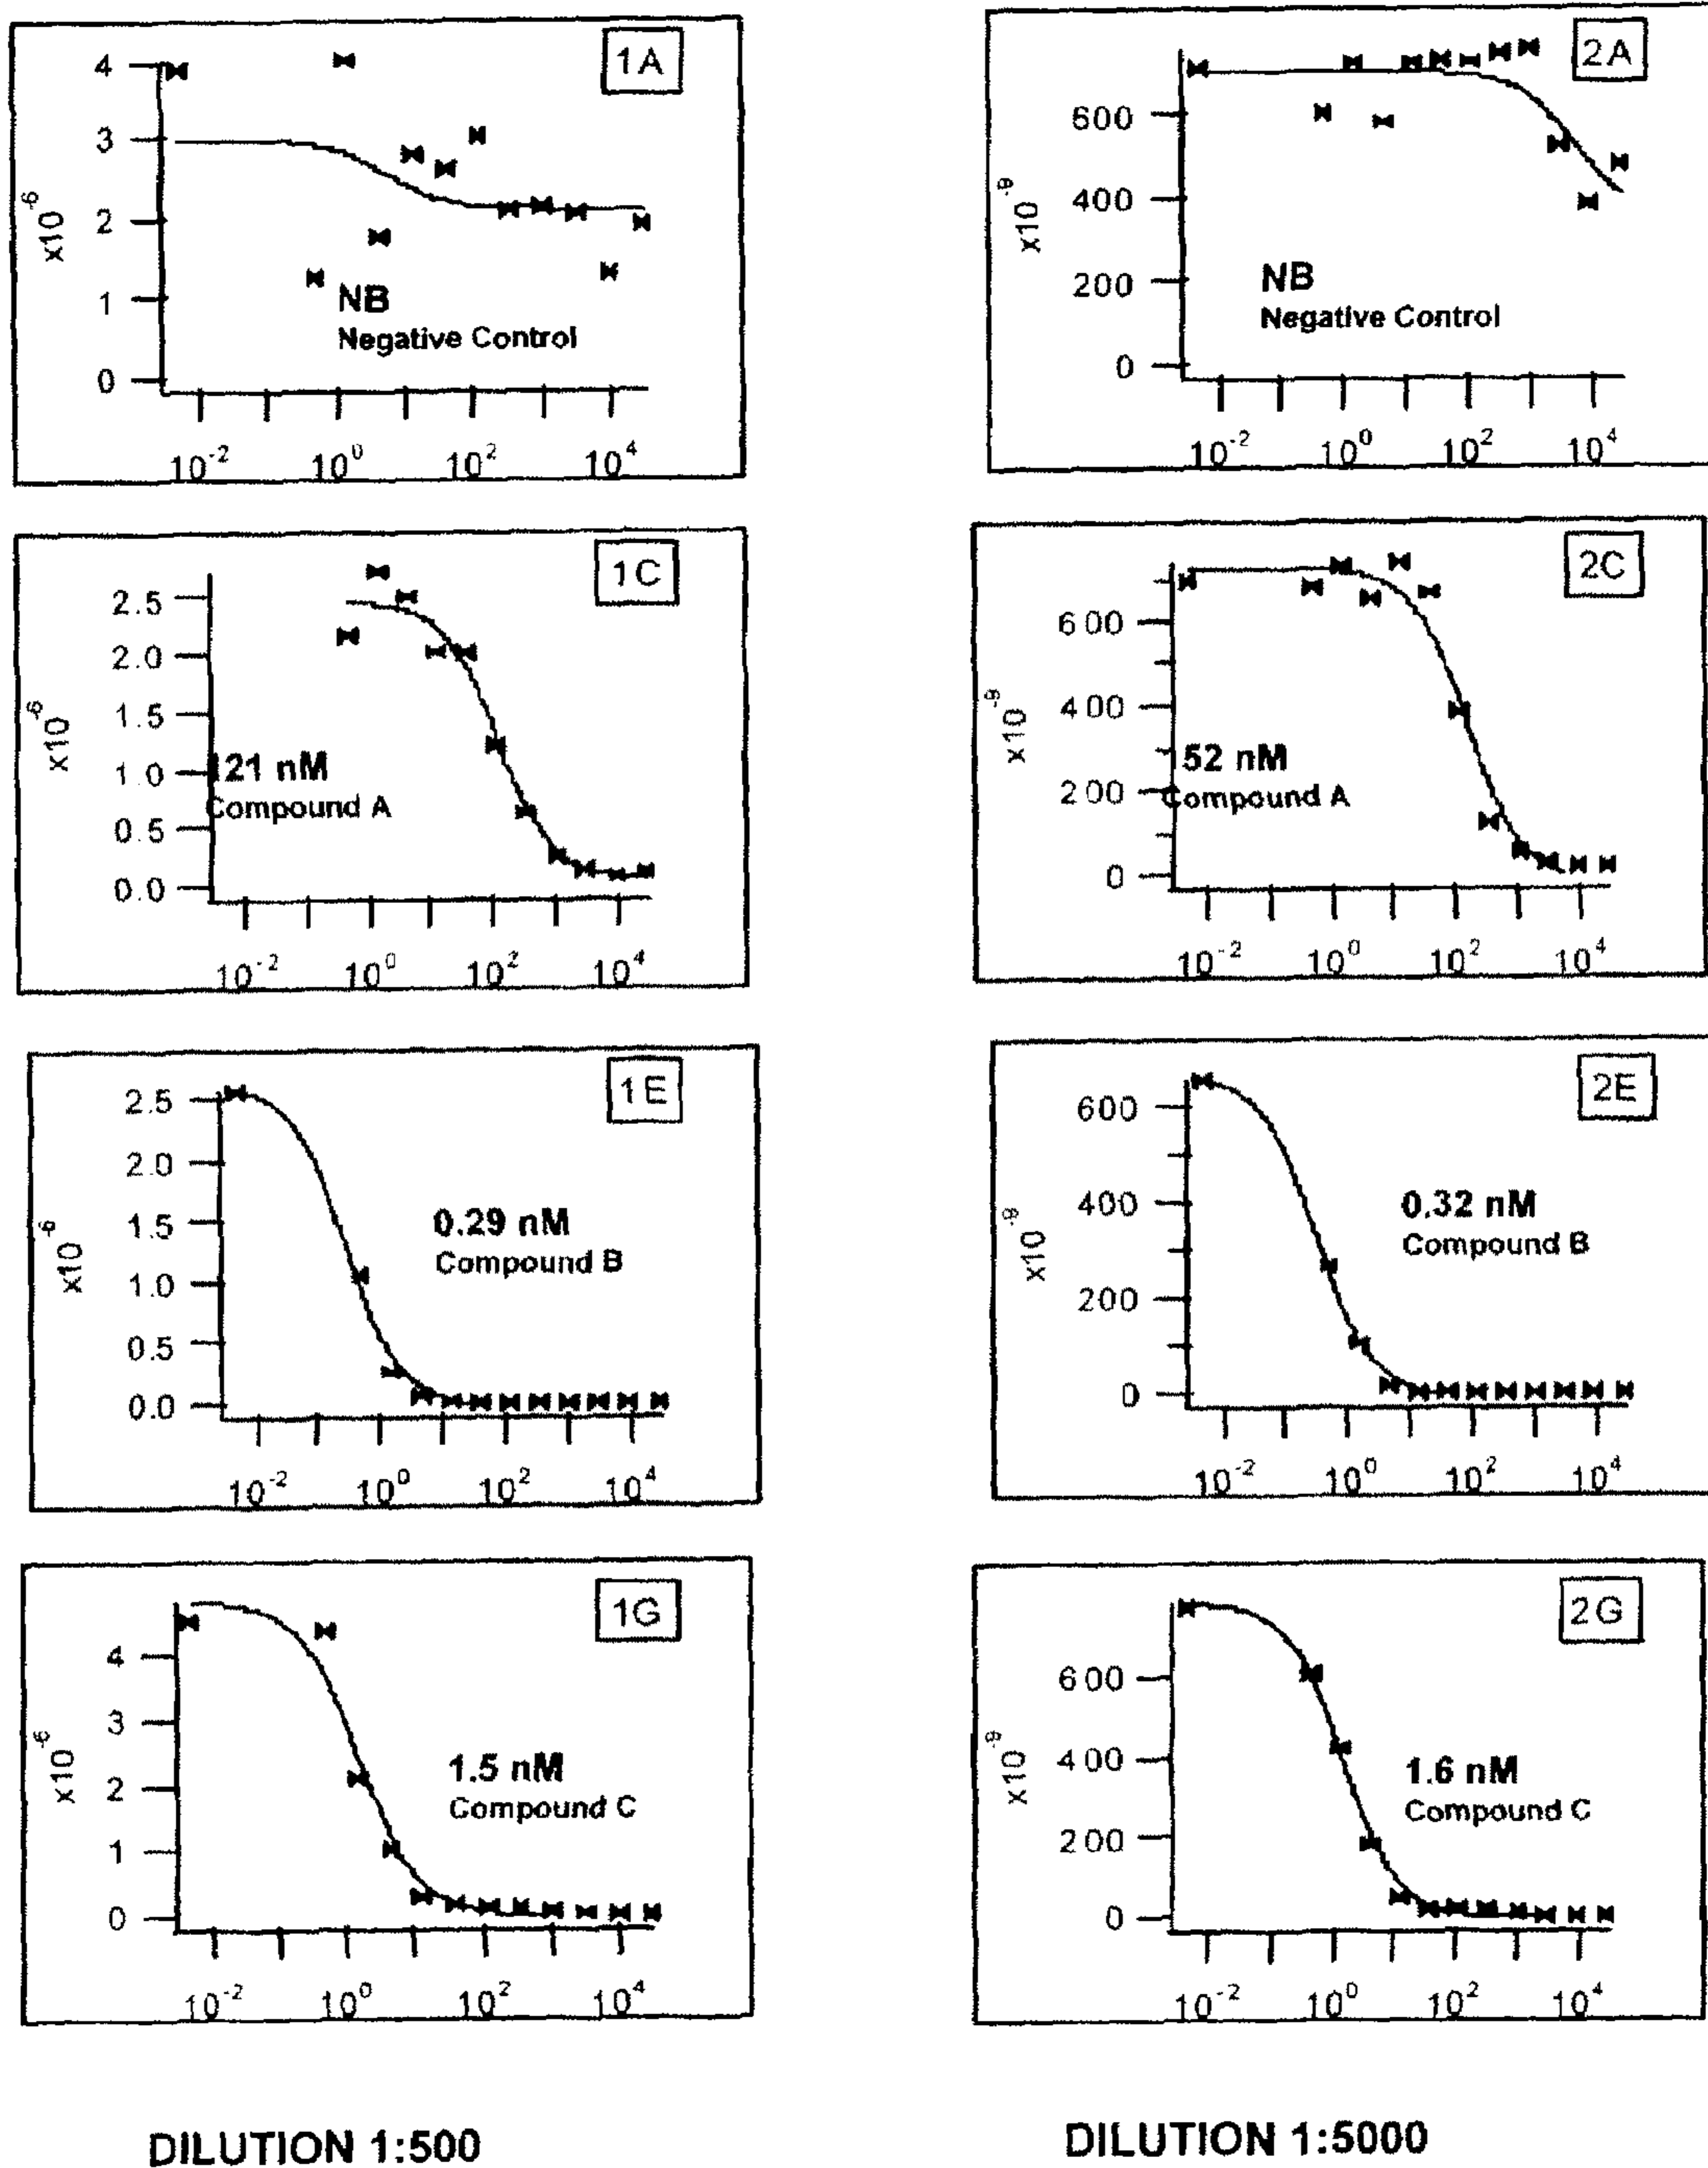 1A
4
3
2
1
0
x10⁻⁶
NB
Negative Control
10⁻² 10⁰ 10² 10⁴
2A
600
400
200
0
x10⁻⁹
NB
Negative Control
10⁻² 10⁰ 10² 10⁴
1C
2.5
2.0
1.5
1.0
0.5
0.0
x10⁻⁶
121 nM
Compound A
10⁻² 10⁰ 10² 10⁴
2C
600
400
200
0
x10⁻⁹
52 nM
Compound A
10⁻² 10⁰ 10² 10⁴
1E
2.5
2.0
1.5
1.0
0.5
0.0
x10⁻⁶
0.29 nM
Compound B
10⁻² 10⁰ 10² 10⁴
2E
600
400
200
0
x10⁻⁹
0.32 nM
Compound B
10⁻² 10⁰ 10² 10⁴
1G
4
3
2
1
0
x10⁻⁶
1.5 nM
Compound C
10⁻² 10⁰ 10² 10⁴
2G
600
400
200
0
x10⁻⁹
1.6 nM
Compound C
10⁻² 10⁰ 10² 10⁴
DILUTION 1:500
DILUTION 1:5000